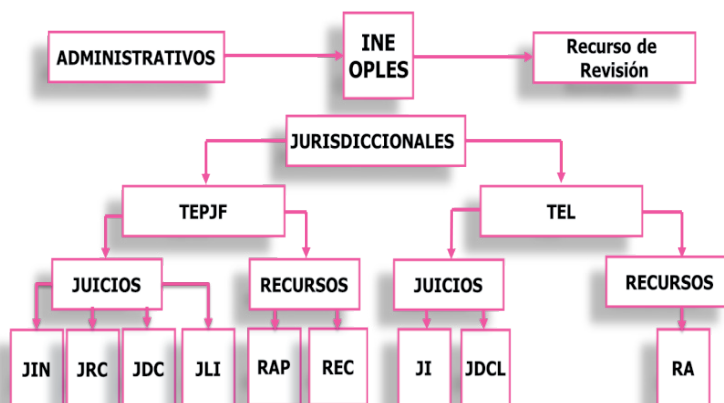 ADMINISTRATIVOS
INE
OPLES
Recurso de
Revisión
JURISDICCIONALES
TEPJF
TEL
JUICIOS
RECURSOS
JUICIOS
RECURSOS
JIN
JRC
JDC
JLI
RAP
REC
JI
JDCL
RA